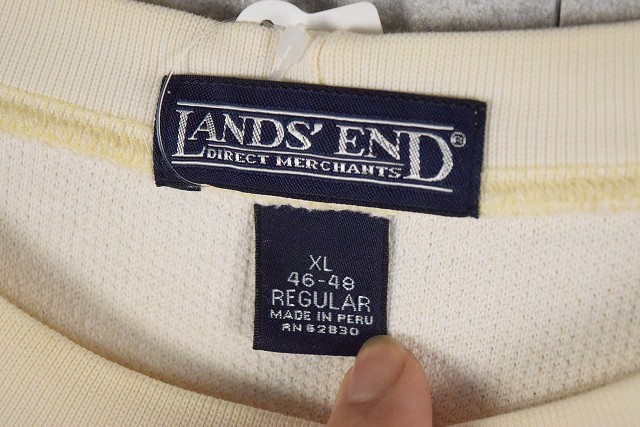 LANDS' END®
DIRECT MERCHANTS
XL
46-48
REGULAR
MADE IN PERU
RN 62830